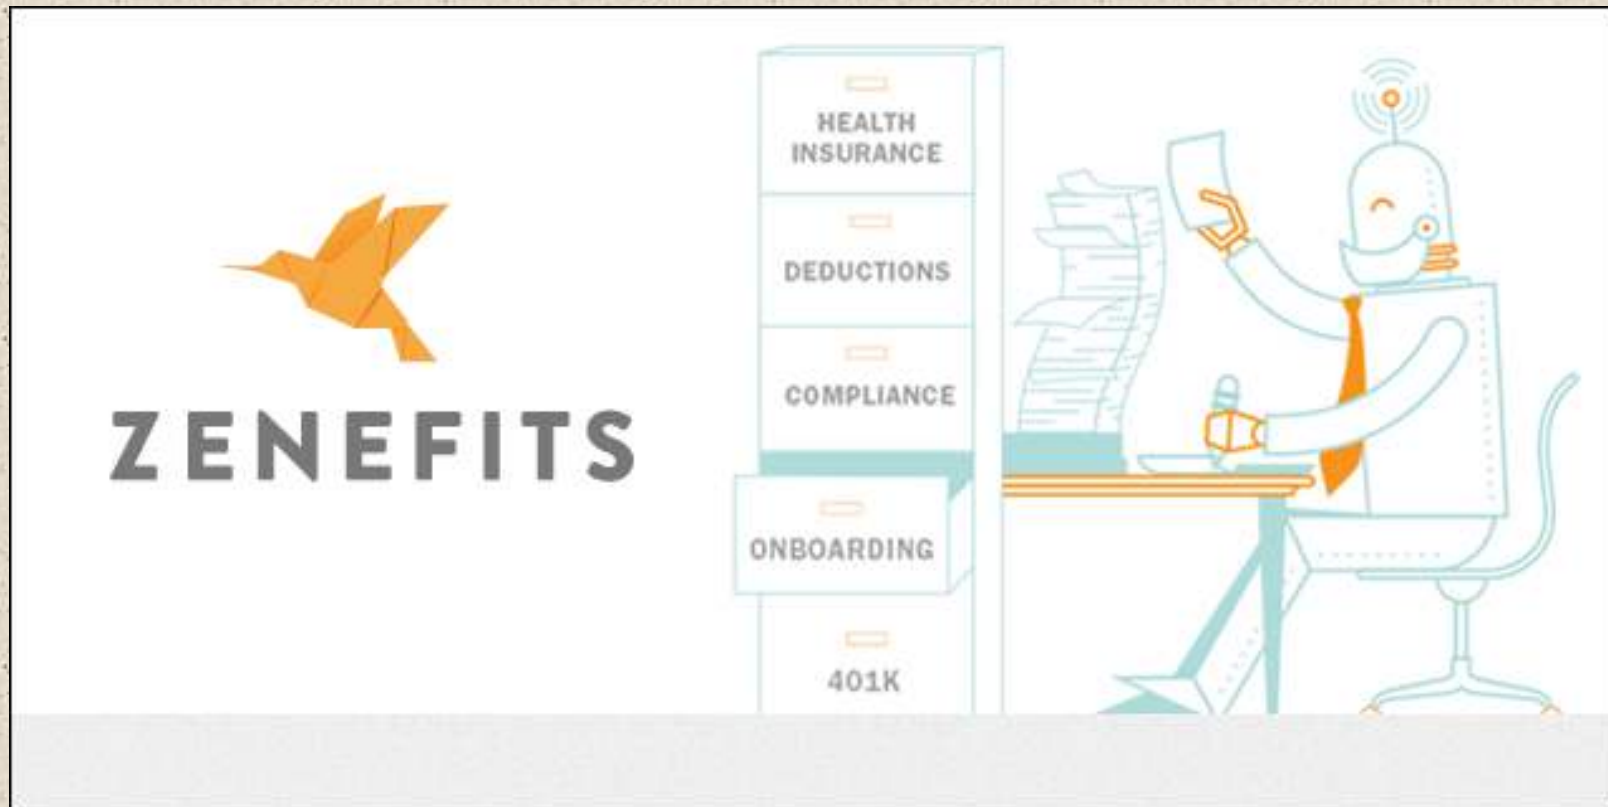 ZENEFITS
HEALTH
INSURANCE
DEDUCTIONS
COMPLIANCE
ONBOARDING
401K